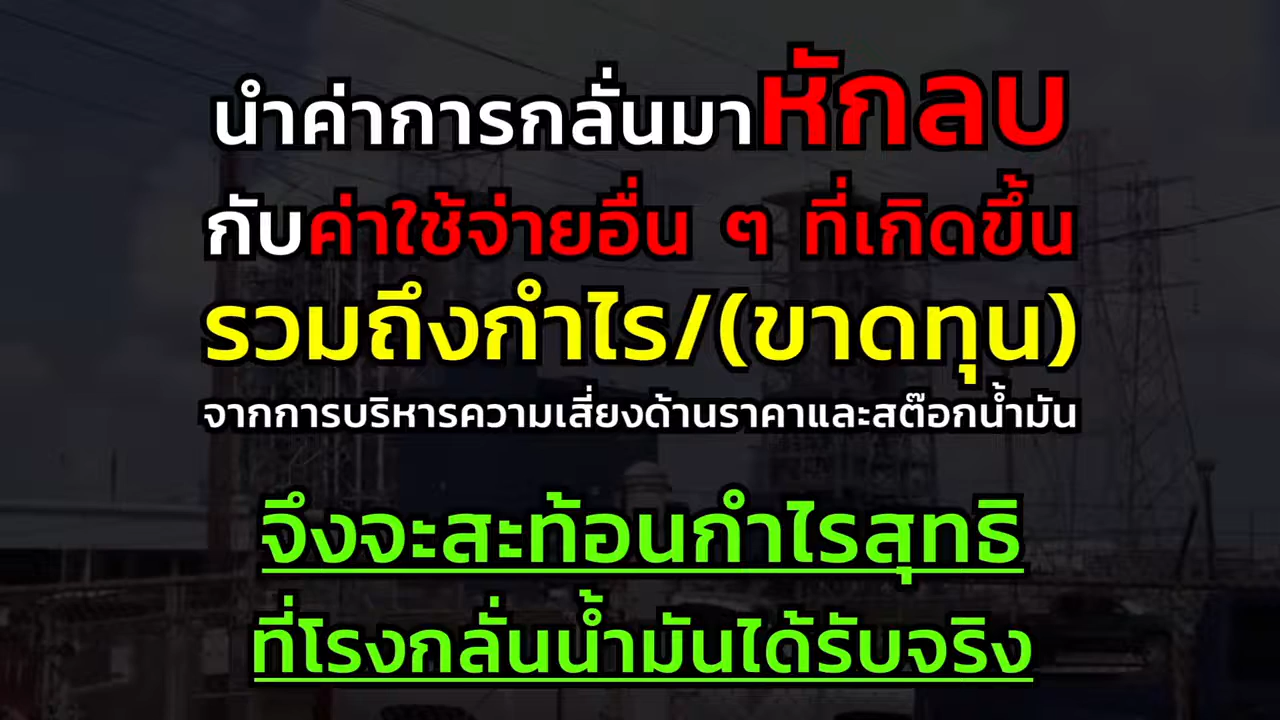 นำค่าการกลั่นมาหักลบ
กับค่าใช้จ่ายอื่น ๆ ที่เกิดขึ้น
รวมถึงกำไร/(ขาดทุน)
จากการบริหารความเสี่ยงด้านราคาและสต๊อกน้ำมัน
จึงจะสะท้อนกำไรสุทธิ
ที่โรงกลั่นน้ำมันได้รับจริง